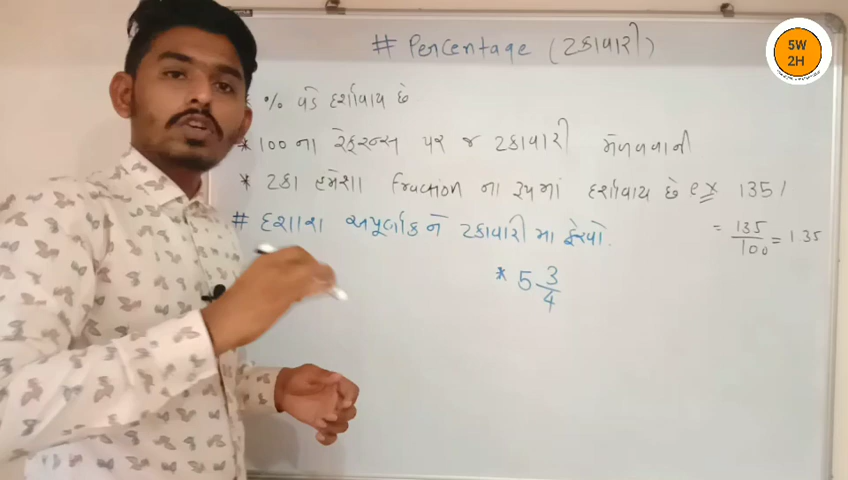 # Percentage (ટકાવારી)
5W
2H
% વડે દર્શાવાય છે
* 100 ના રેફરન્સ પર જ ટકાવારી મેળવવાની
* ટકા હંમેશા fraction ના રૂપમાં દર્શાવાય છે ex 135 /
= 135/100 = 1.35
# દશાંશ અપૂર્ણાંક ને ટકાવારી મા ફેરવો.
* 5 3/4